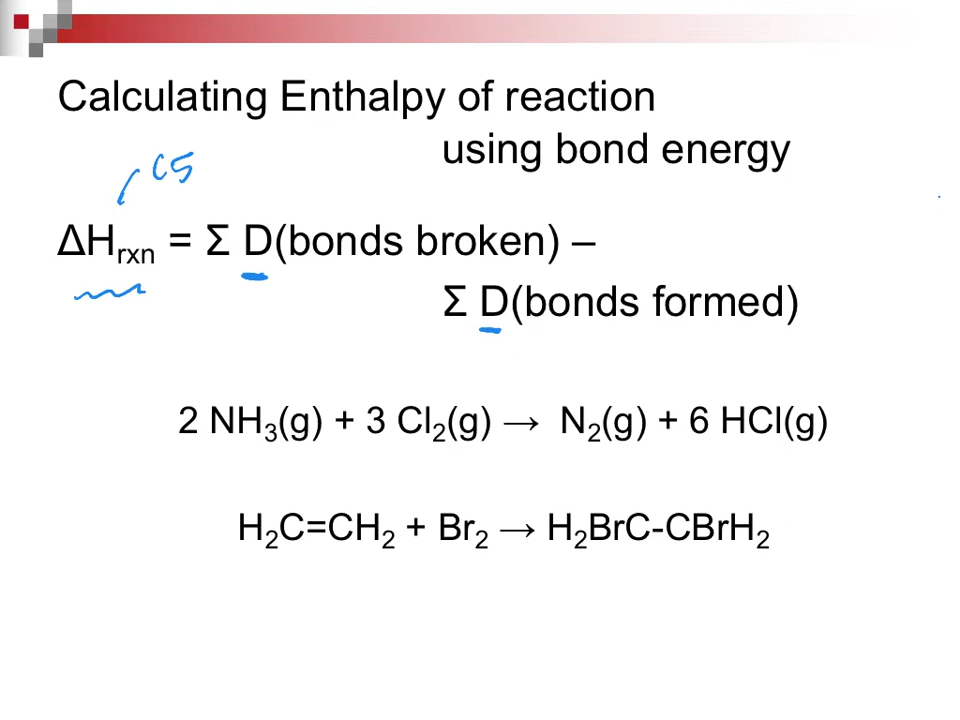 Calculating Enthalpy of reaction
using bond energy
C5
ΔHrxn = Σ D(bonds broken) –
Σ D(bonds formed)
2 NH₃(g) + 3 Cl₂(g) → N₂(g) + 6 HCl(g)
H₂C=CH₂ + Br₂ → H₂BrC-CBrH₂